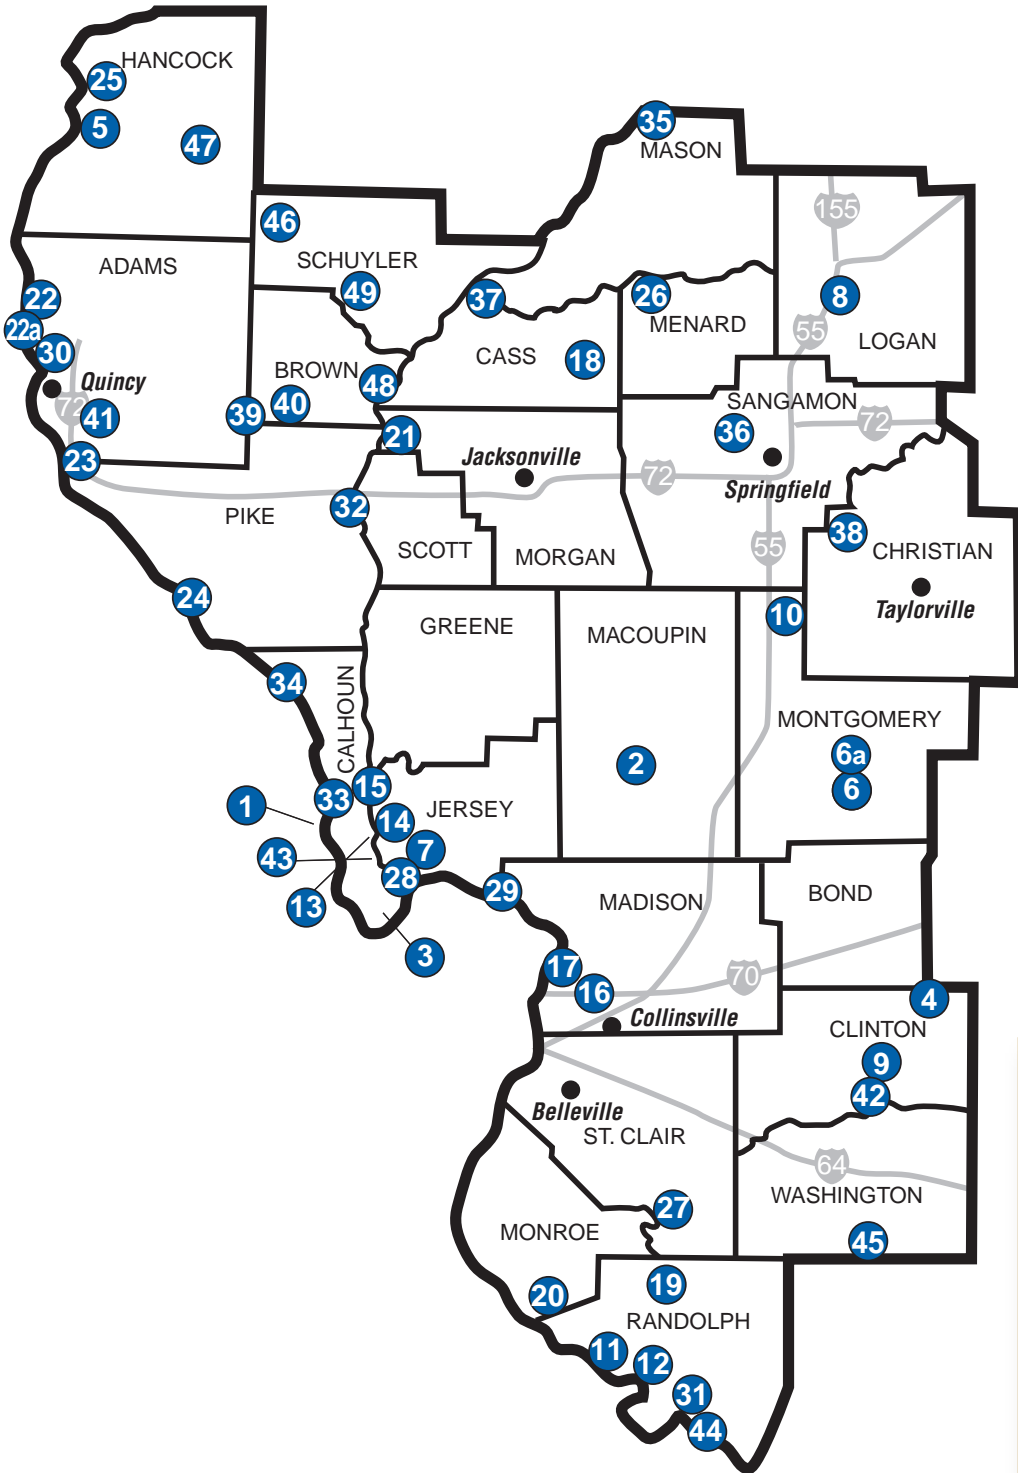 HANCOCK
25
5
47
35
MASON
155
46
SCHUYLER
49
ADAMS
22
22a
30
Quincy
72
41
23
37
26
MENARD
8
55
LOGAN
CASS
18
BROWN
48
40
39
21
SANGAMON
36
72
Springfield
Jacksonville
72
PIKE
32
SCOTT
MORGAN
55
38
CHRISTIAN
Taylorville
24
GREENE
MACOUPIN
10
34
CALHOUN
MONTGOMERY
6a
6
2
15
33
1
14
JERSEY
7
43
28
13
3
29
MADISON
BOND
17
16
70
Collinsville
4
CLINTON
9
42
Belleville
ST. CLAIR
64
WASHINGTON
27
45
MONROE
20
19
RANDOLPH
11
12
31
44